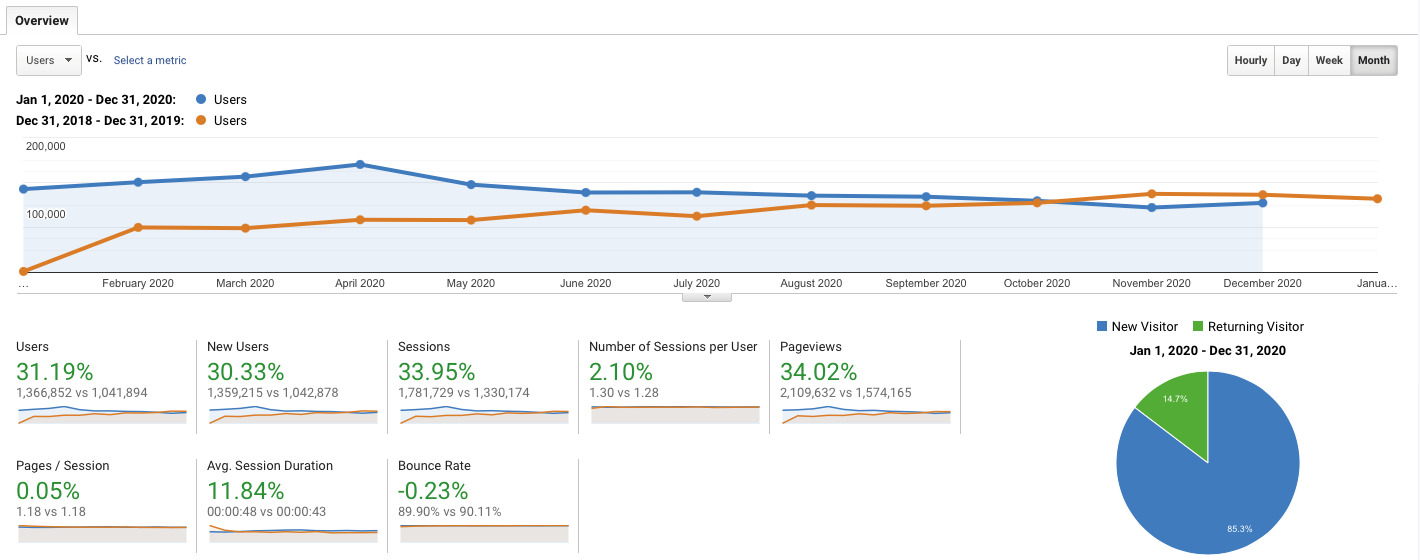 Overview
Users vs. Select a metric
Hourly Day Week Month
Jan 1, 2020 - Dec 31, 2020: Users
Dec 31, 2018 - Dec 31, 2019: Users
200,000
100,000
... February 2020 March 2020 April 2020 May 2020 June 2020 July 2020 August 2020 September 2020 October 2020 November 2020 December 2020 Janua...
New Visitor Returning Visitor
Jan 1, 2020 - Dec 31, 2020
14.7%
85.3%
Users
31.19%
1,366,852 vs 1,041,894
New Users
30.33%
1,359,215 vs 1,042,878
Sessions
33.95%
1,781,729 vs 1,330,174
Number of Sessions per User
2.10%
1.30 vs 1.28
Pageviews
34.02%
2,109,632 vs 1,574,165
Pages / Session
0.05%
1.18 vs 1.18
Avg. Session Duration
11.84%
00:00:48 vs 00:00:43
Bounce Rate
-0.23%
89.90% vs 90.11%